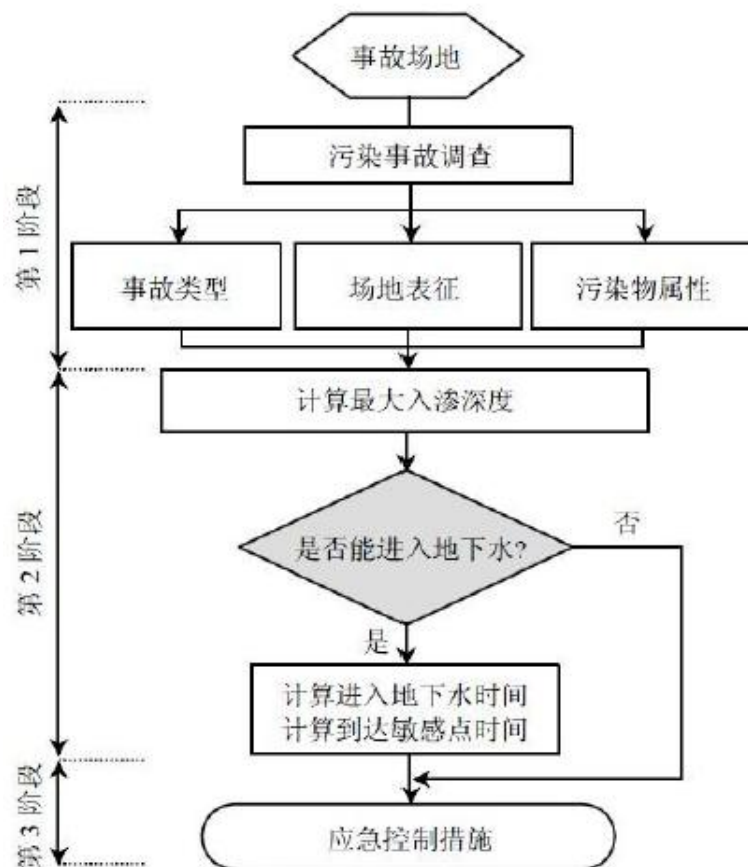 事故场地
第 1 阶段
污染事故调查
事故类型
场地表征
污染物属性
第 2 阶段
计算最大入渗深度
是否能进入地下水?
否
是
计算进入地下水时间
计算到达敏感点时间
第 3 阶段
应急控制措施